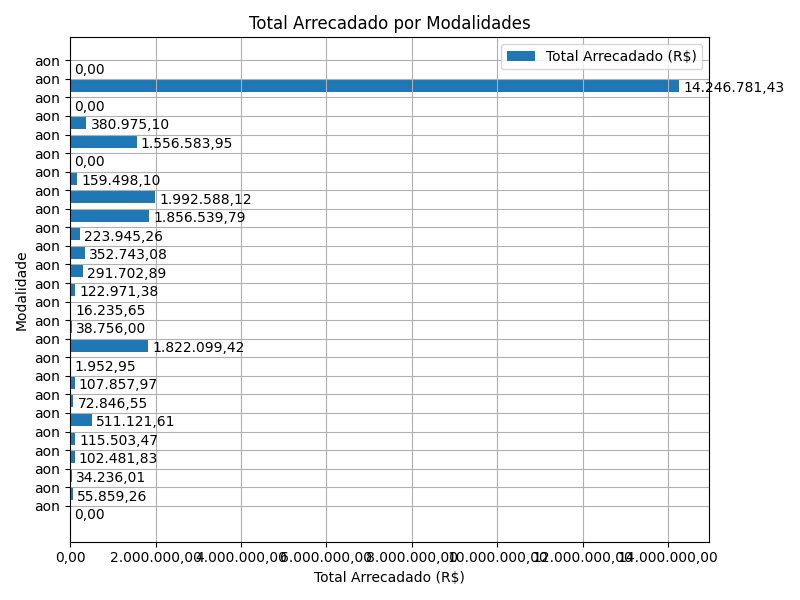 Total Arrecadado por Modalidades
Total Arrecadado (R$)
Modalidade
aon
0,00
aon
14.246.781,43
aon
0,00
aon
380.975,10
aon
1.556.583,95
aon
0,00
aon
159.498,10
aon
1.992.588,12
aon
1.856.539,79
aon
223.945,26
aon
352.743,08
aon
291.702,89
aon
122.971,38
aon
16.235,65
aon
38.756,00
aon
1.822.099,42
aon
1.952,95
aon
107.857,97
aon
72.846,55
aon
511.121,61
aon
115.503,47
aon
102.481,83
aon
34.236,01
aon
55.859,26
aon
0,00
0,00 2.000.000,00 4.000.000,00 6.000.000,00 8.000.000,00 10.000.000,00 12.000.000,00 14.000.000,00
Total Arrecadado (R$)